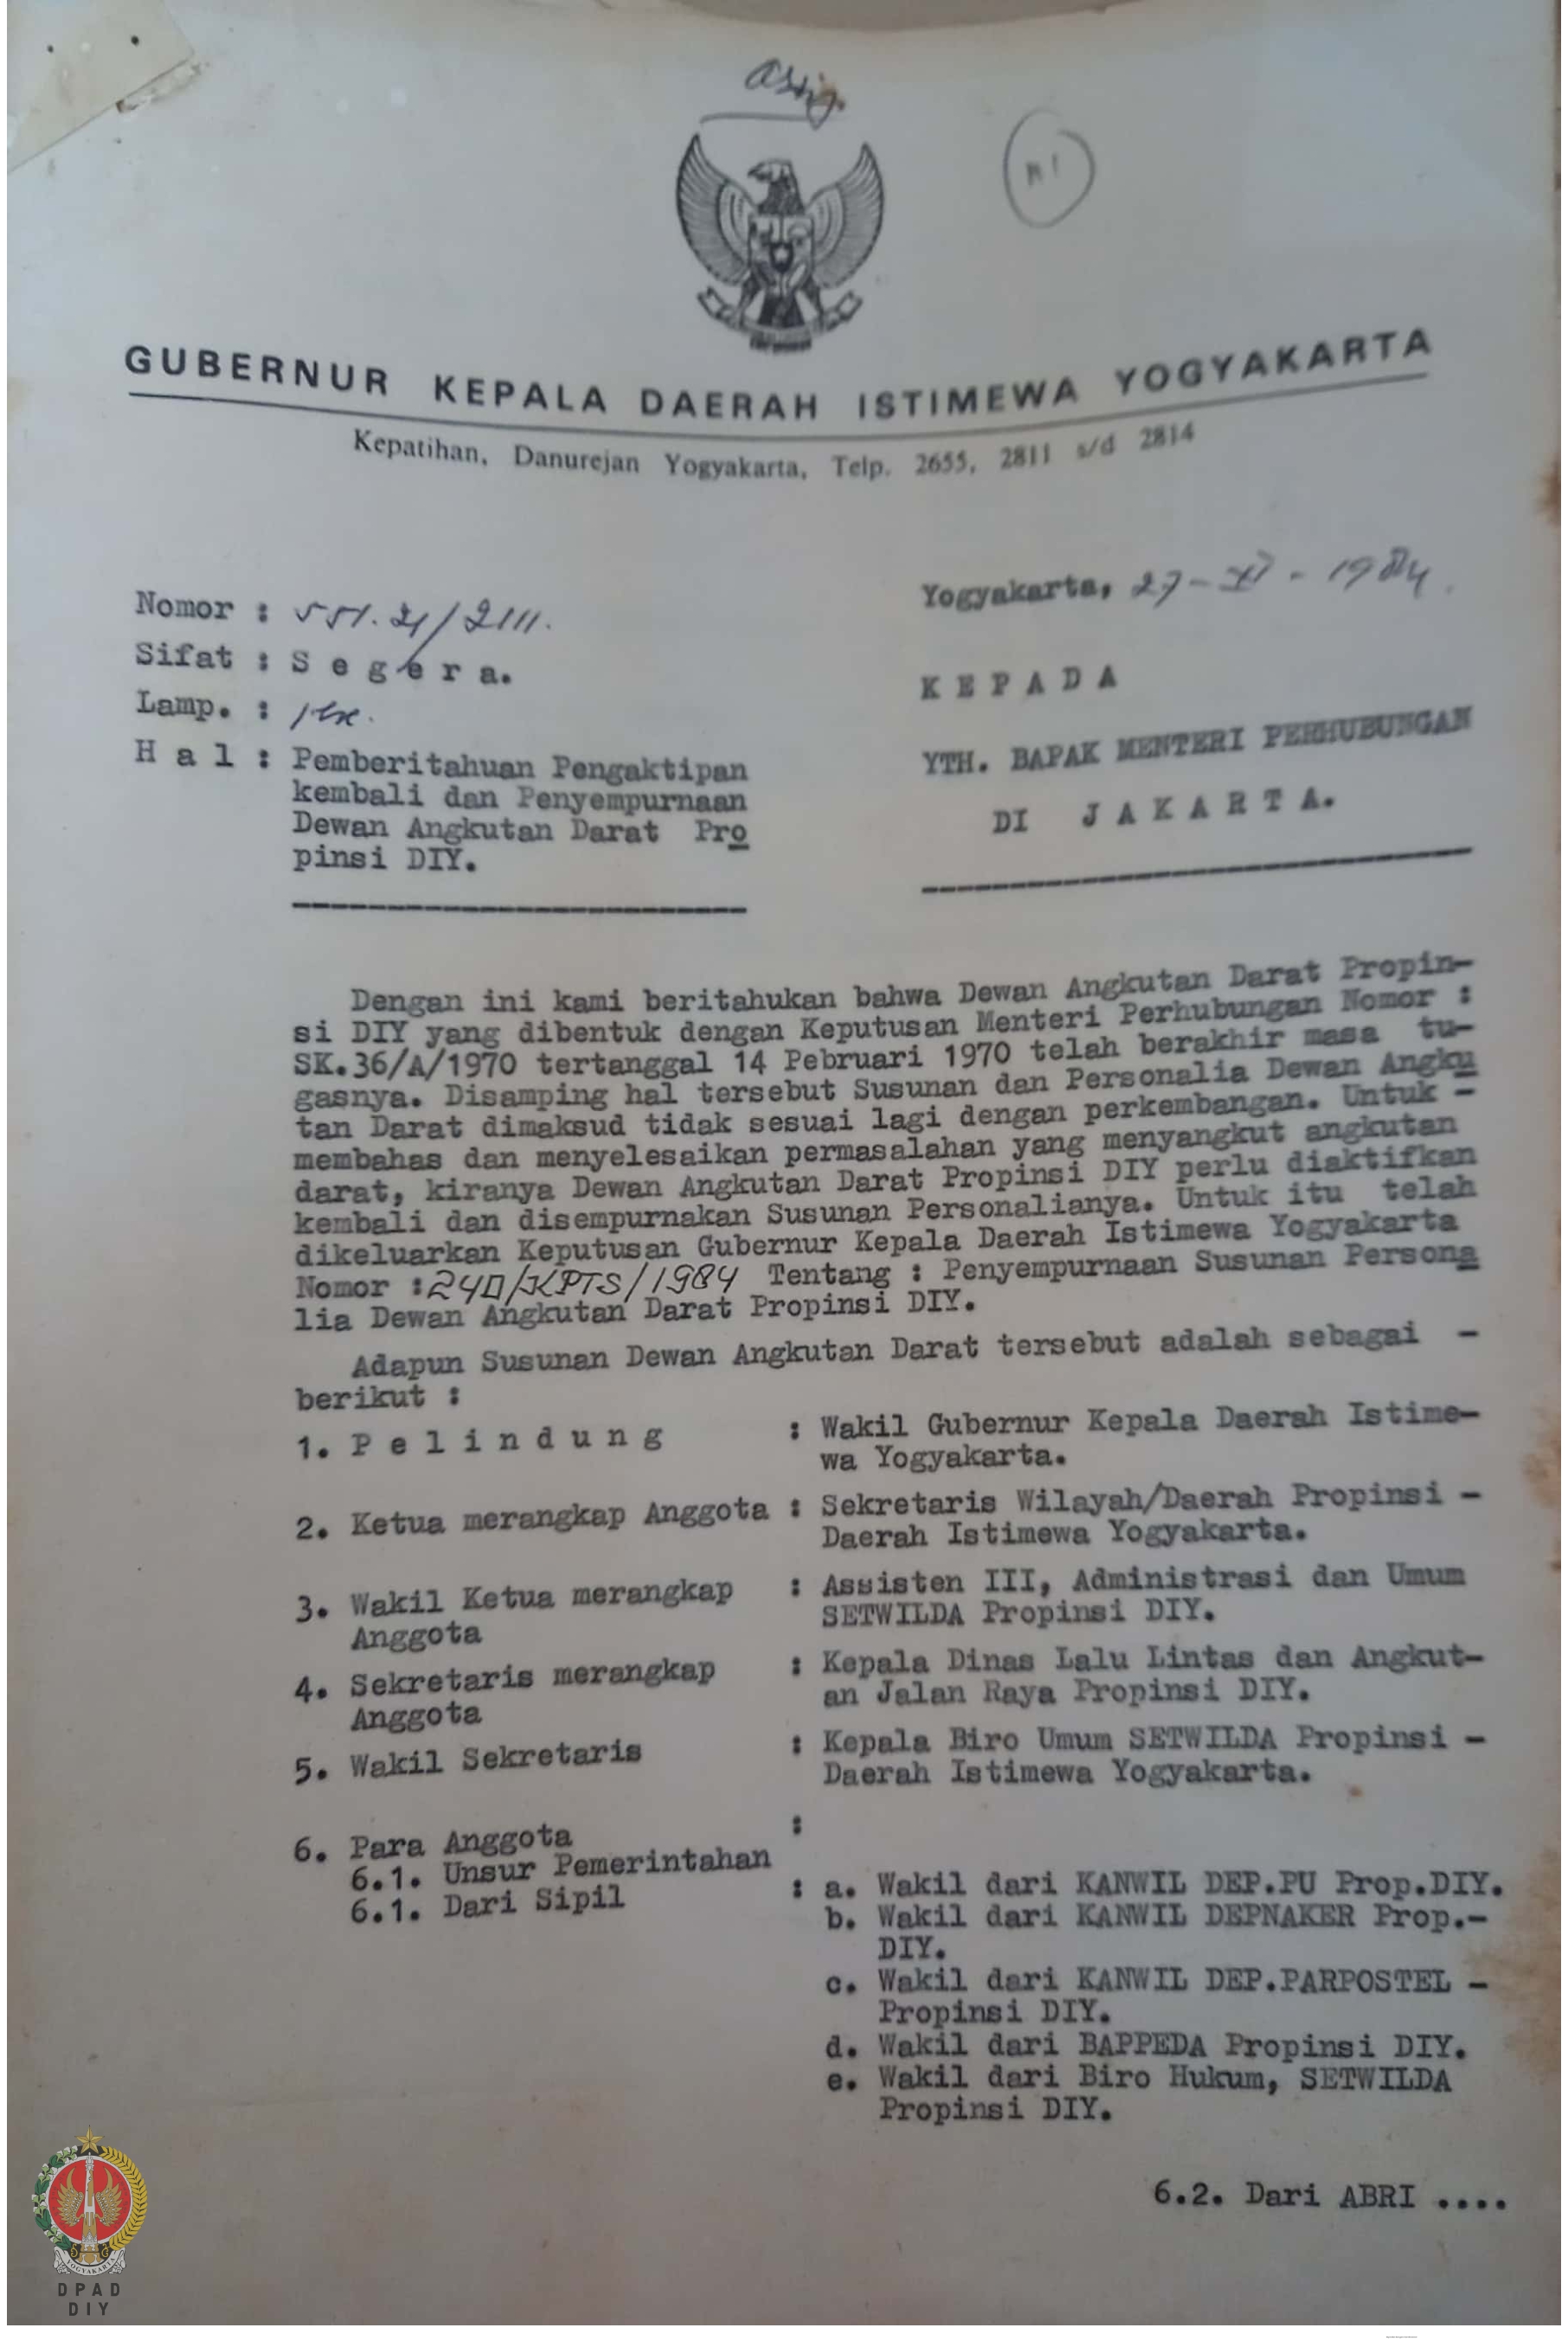 asip.
GUBERNUR KEPALA DAERAH ISTIMEWA YOGYAKARTA
Kepatihan, Danurejan Yogyakarta, Telp. 2655, 2811 s/d 2814
Yogyakarta, 27-XI-1984.
Nomor : 551.21/2111.
Sifat : S e g e r a.
Lamp. :
H a l : Pemberitahuan Pengaktipan
kembali dan Penyempurnaan
Dewan Angkutan Darat Pro
pinsi DIY.
K E P A D A
YTH. BAPAK MENTERI PERHUBUNGAN
DI J A K A R T A.
Dengan ini kami beritahukan bahwa Dewan Angkutan Darat Propin-
si DIY yang dibentuk dengan Keputusan Menteri Perhubungan Nomor :
SK.36/A/1970 tertanggal 14 Pebruari 1970 telah berakhir masa tu-
gasnya. Disamping hal tersebut Susunan dan Personalia Dewan Angku
tan Darat dimaksud tidak sesuai lagi dengan perkembangan. Untuk -
membahas dan menyelesaikan permasalahan yang menyangkut angkutan
darat, kiranya Dewan Angkutan Darat Propinsi DIY perlu diaktifkan
kembali dan disempurnakan Susunan Personalianya. Untuk itu telah
dikeluarkan Keputusan Gubernur Kepala Daerah Istimewa Yogyakarta
Nomor :240/KPTS/1984 Tentang : Penyempurnaan Susunan Persona
lia Dewan Angkutan Darat Propinsi DIY.
Adapun Susunan Dewan Angkutan Darat tersebut adalah sebagai -
berikut :
1. P e l i n d u n g : Wakil Gubernur Kepala Daerah Istime-
wa Yogyakarta.
2. Ketua merangkap Anggota : Sekretaris Wilayah/Daerah Propinsi -
Daerah Istimewa Yogyakarta.
3. Wakil Ketua merangkap : Assisten III, Administrasi dan Umum
Anggota SETWILDA Propinsi DIY.
4. Sekretaris merangkap : Kepala Dinas Lalu Lintas dan Angkut-
Anggota an Jalan Raya Propinsi DIY.
5. Wakil Sekretaris : Kepala Biro Umum SETWILDA Propinsi -
Daerah Istimewa Yogyakarta.
6. Para Anggota :
6.1. Unsur Pemerintahan
6.1. Dari Sipil : a. Wakil dari KANWIL DEP.PU Prop.DIY.
b. Wakil dari KANWIL DEPNAKER Prop.-
DIY.
c. Wakil dari KANWIL DEP.PARPOSTEL -
Propinsi DIY.
d. Wakil dari BAPPEDA Propinsi DIY.
e. Wakil dari Biro Hukum, SETWILDA
Propinsi DIY.
6.2. Dari ABRI ....
YOGYAKARTA
DPAD
DIY